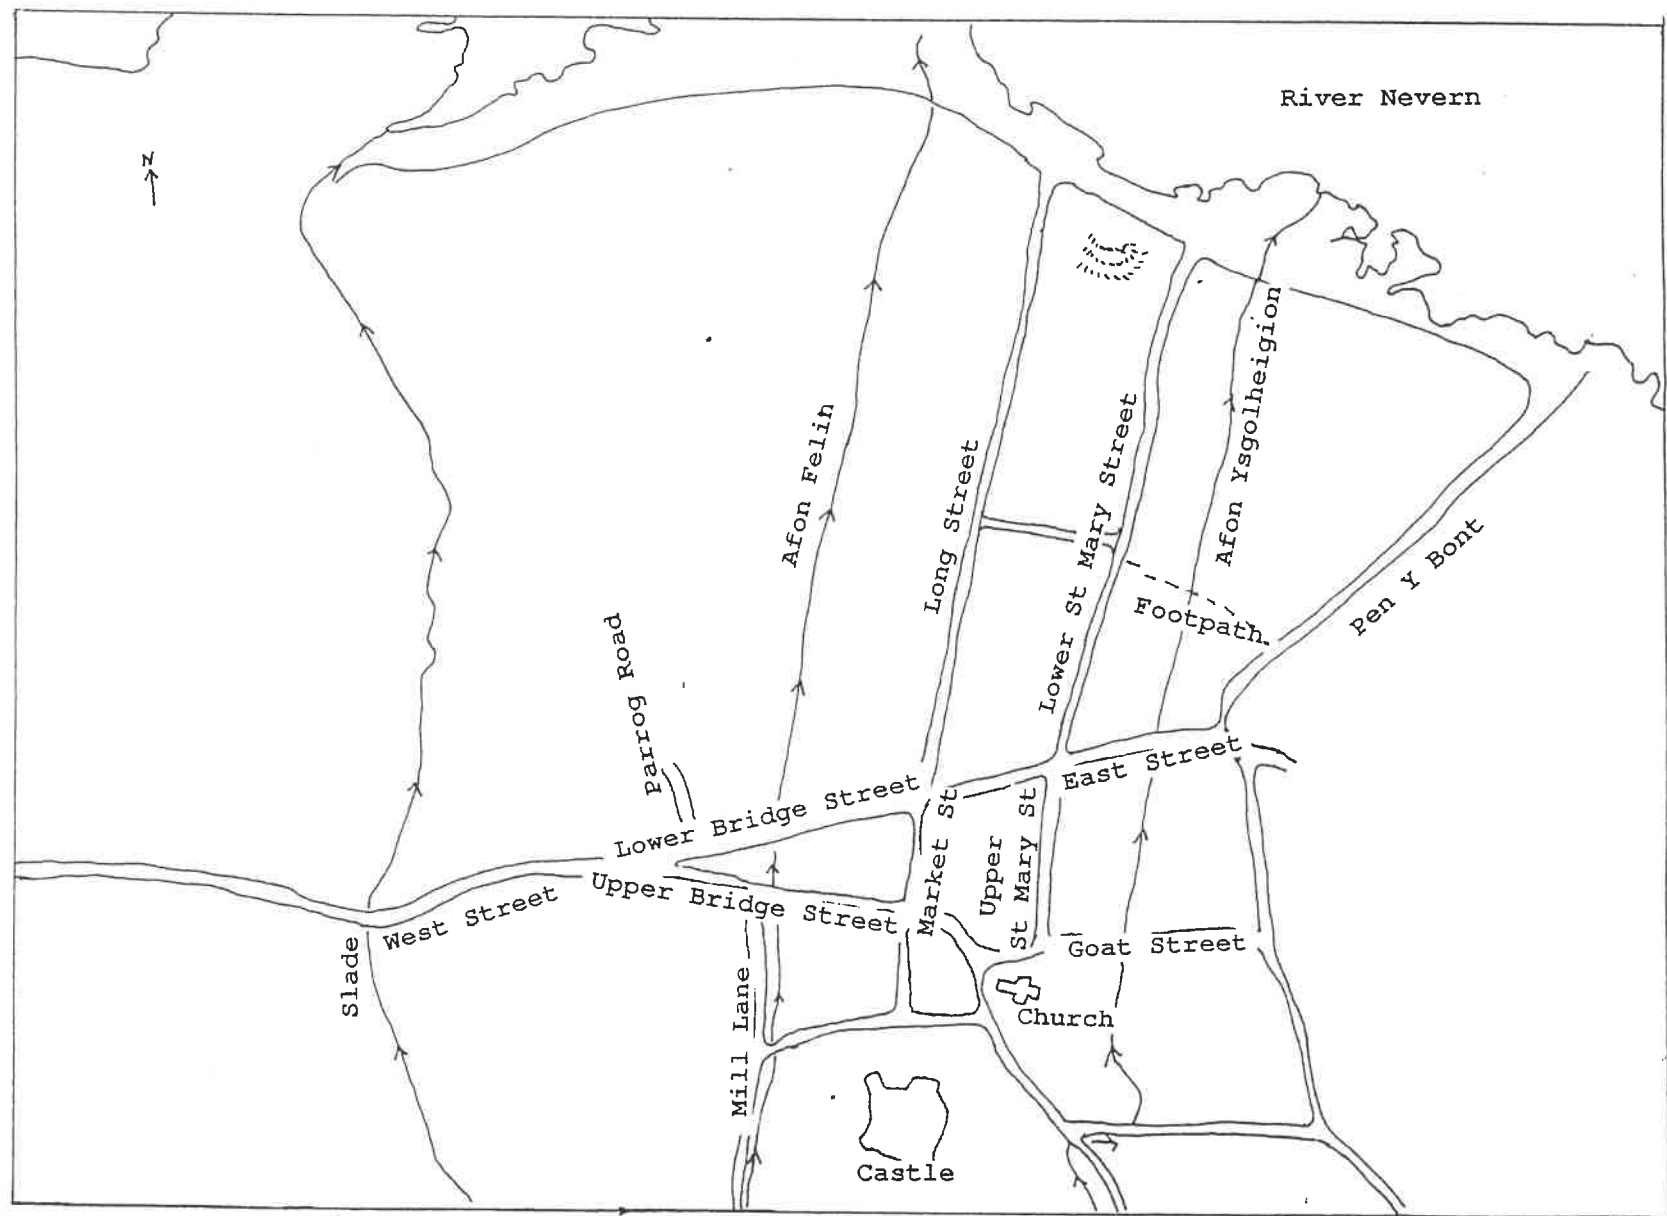 River Nevern
N
Afon Felin
Long Street
Lower St Mary Street
Afon Ysgolheigion
Footpath
Pen Y Bont
Parrog Road
Lower Bridge Street
East Street
Upper Bridge Street
West Street
Slade
Mill Lane
Market St
Upper
St Mary St
Goat Street
Church
Castle